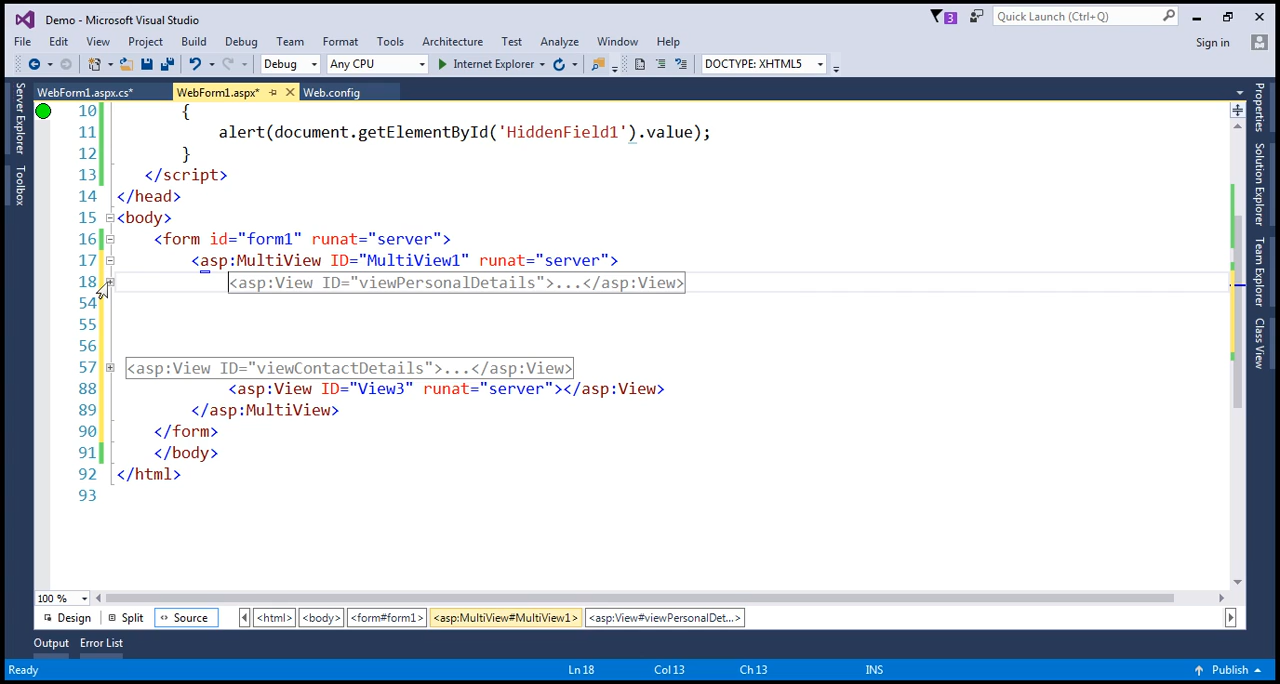 Demo - Microsoft Visual Studio
3
Quick Launch (Ctrl+Q)
File Edit View Project Build Debug Team Format Tools Architecture Test Analyze Window Help
Sign in
Debug Any CPU Internet Explorer DOCTYPE: XHTML5
WebForm1.aspx.cs* WebForm1.aspx* Web.config
Server Explorer
Toolbox
Properties
Solution Explorer
Team Explorer
Class View
10 {
11 alert(document.getElementById('HiddenField1').value);
12 }
13 </script>
14 </head>
15 <body>
16 <form id="form1" runat="server">
17 <asp:MultiView ID="MultiView1" runat="server">
18 <asp:View ID="viewPersonalDetails">...</asp:View>
54
55
56
57 <asp:View ID="viewContactDetails">...</asp:View>
88 <asp:View ID="View3" runat="server"></asp:View>
89 </asp:MultiView>
90 </form>
91 </body>
92 </html>
93
100 %
Design Split Source <html> <body> <form#form1> <asp:MultiView#MultiView1> <asp:View#viewPersonalDet...>
Output Error List
Ready Ln 18 Col 13 Ch 13 INS Publish